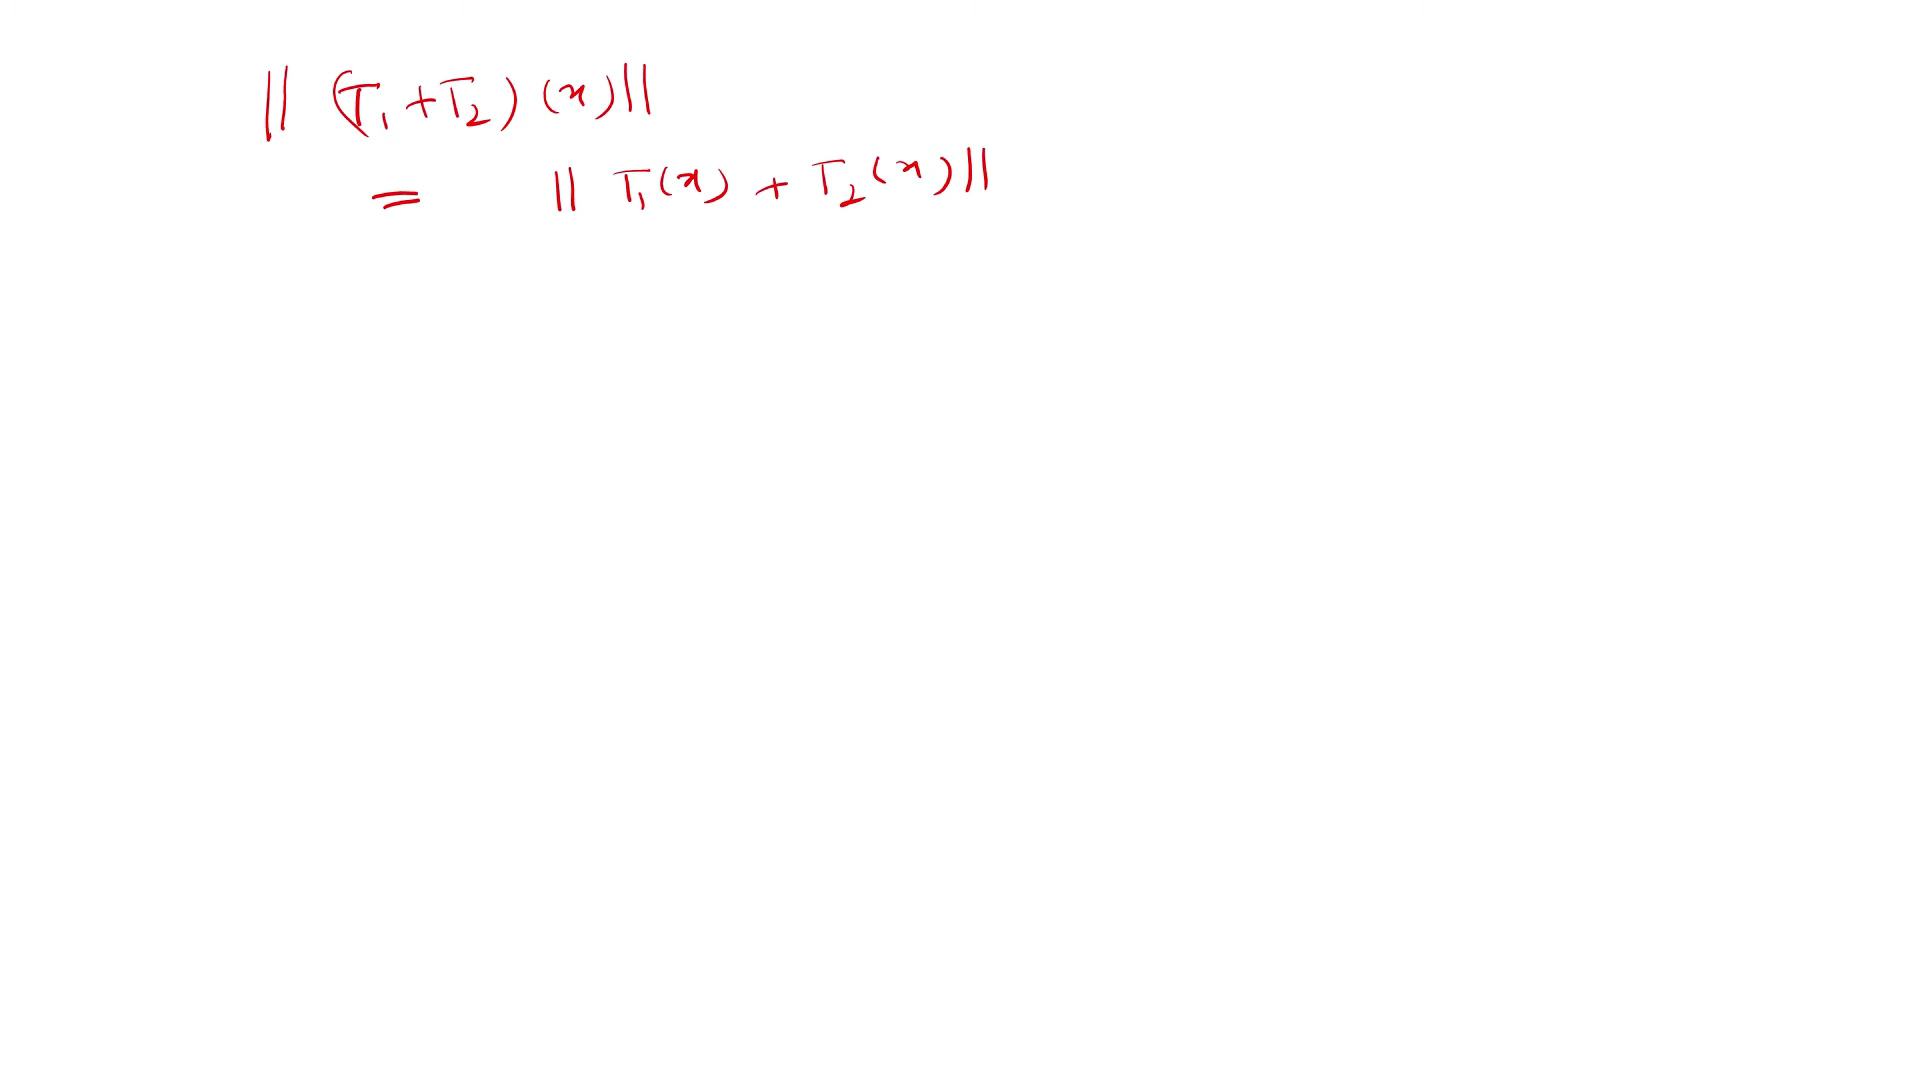 || (T₁ + T₂) (x) ||
= || T₁(x) + T₂(x) ||